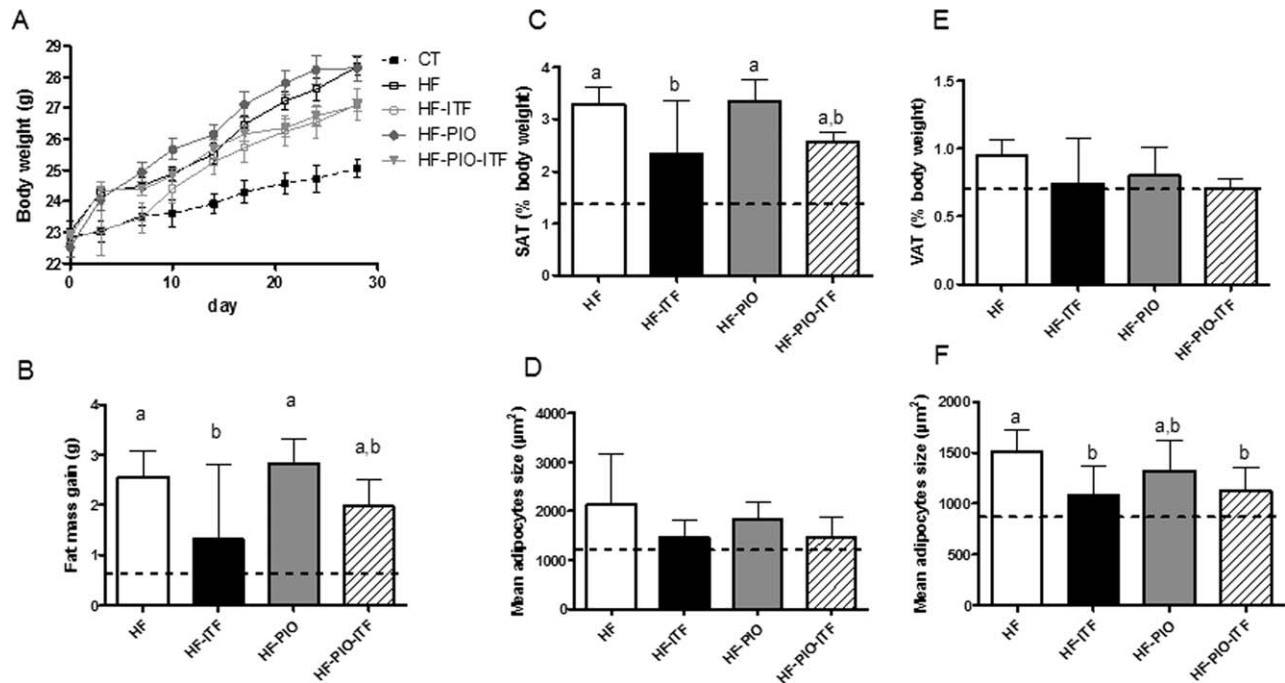 A
Body weight (g)
29
28
27
26
25
24
23
22
0
10
20
30
day
CT
HF
HF-ITF
HF-PIO
HF-PIO-ITF
B
Fat mass gain (g)
4
3
2
1
0
a
b
a
a,b
HF
HF-ITF
HF-PIO
HF-PIO-ITF
C
SAT (% body weight)
4
3
2
1
0
a
b
a
a,b
HF
HF-ITF
HF-PIO
HF-PIO-ITF
D
Mean adipocytes size (µm²)
4000
3000
2000
1000
0
HF
HF-ITF
HF-PIO
HF-PIO-ITF
E
VAT (% body weight)
1.0
0.5
0.0
HF
HF-ITF
HF-PIO
HF-PIO-ITF
F
Mean adipocytes size (µm²)
2000
1500
1000
500
0
a
b
a,b
b
HF
HF-ITF
HF-PIO
HF-PIO-ITF